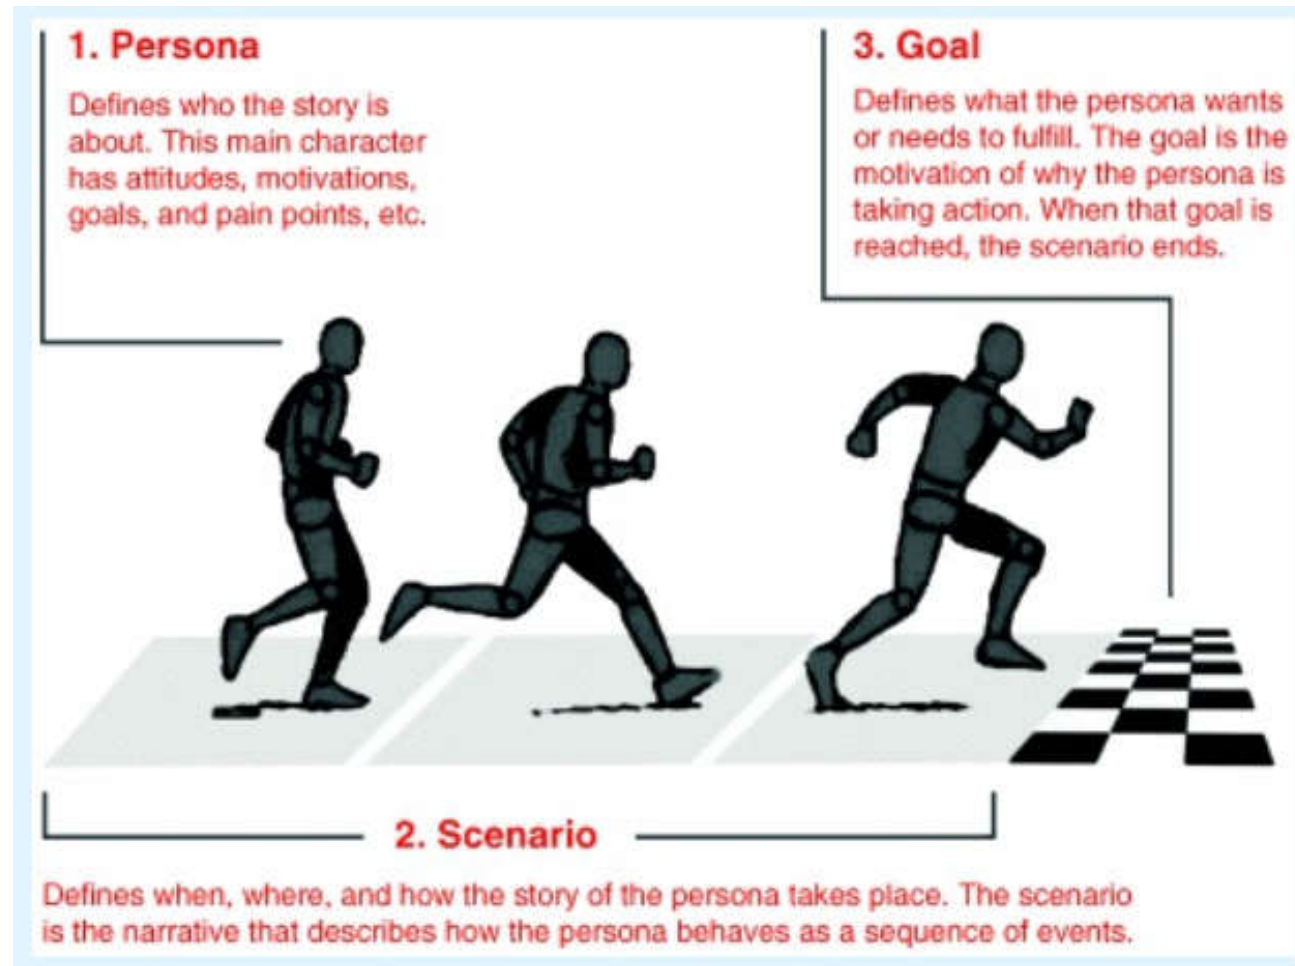 1. Persona
Defines who the story is
about. This main character
has attitudes, motivations,
goals, and pain points, etc.
3. Goal
Defines what the persona wants
or needs to fulfill. The goal is the
motivation of why the persona is
taking action. When that goal is
reached, the scenario ends.
2. Scenario
Defines when, where, and how the story of the persona takes place. The scenario
is the narrative that describes how the persona behaves as a sequence of events.